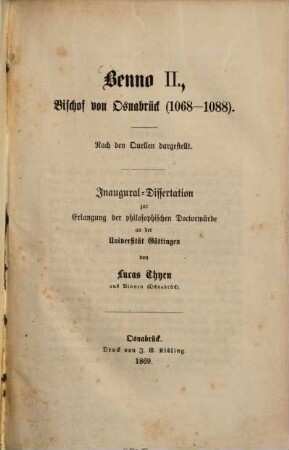 Benno II.,
Bischof von Osnabrück (1068—1088).
Nach den Quellen dargestellt.
Inaugural-Dissertation
zur
Erlangung der philosophischen Doctorwürde
an der
Universität Göttingen
von
Lucas Thyen
aus Vinnen (Osnabrück).
Osnabrück.
Druck von J. G. Kisling.
1869.